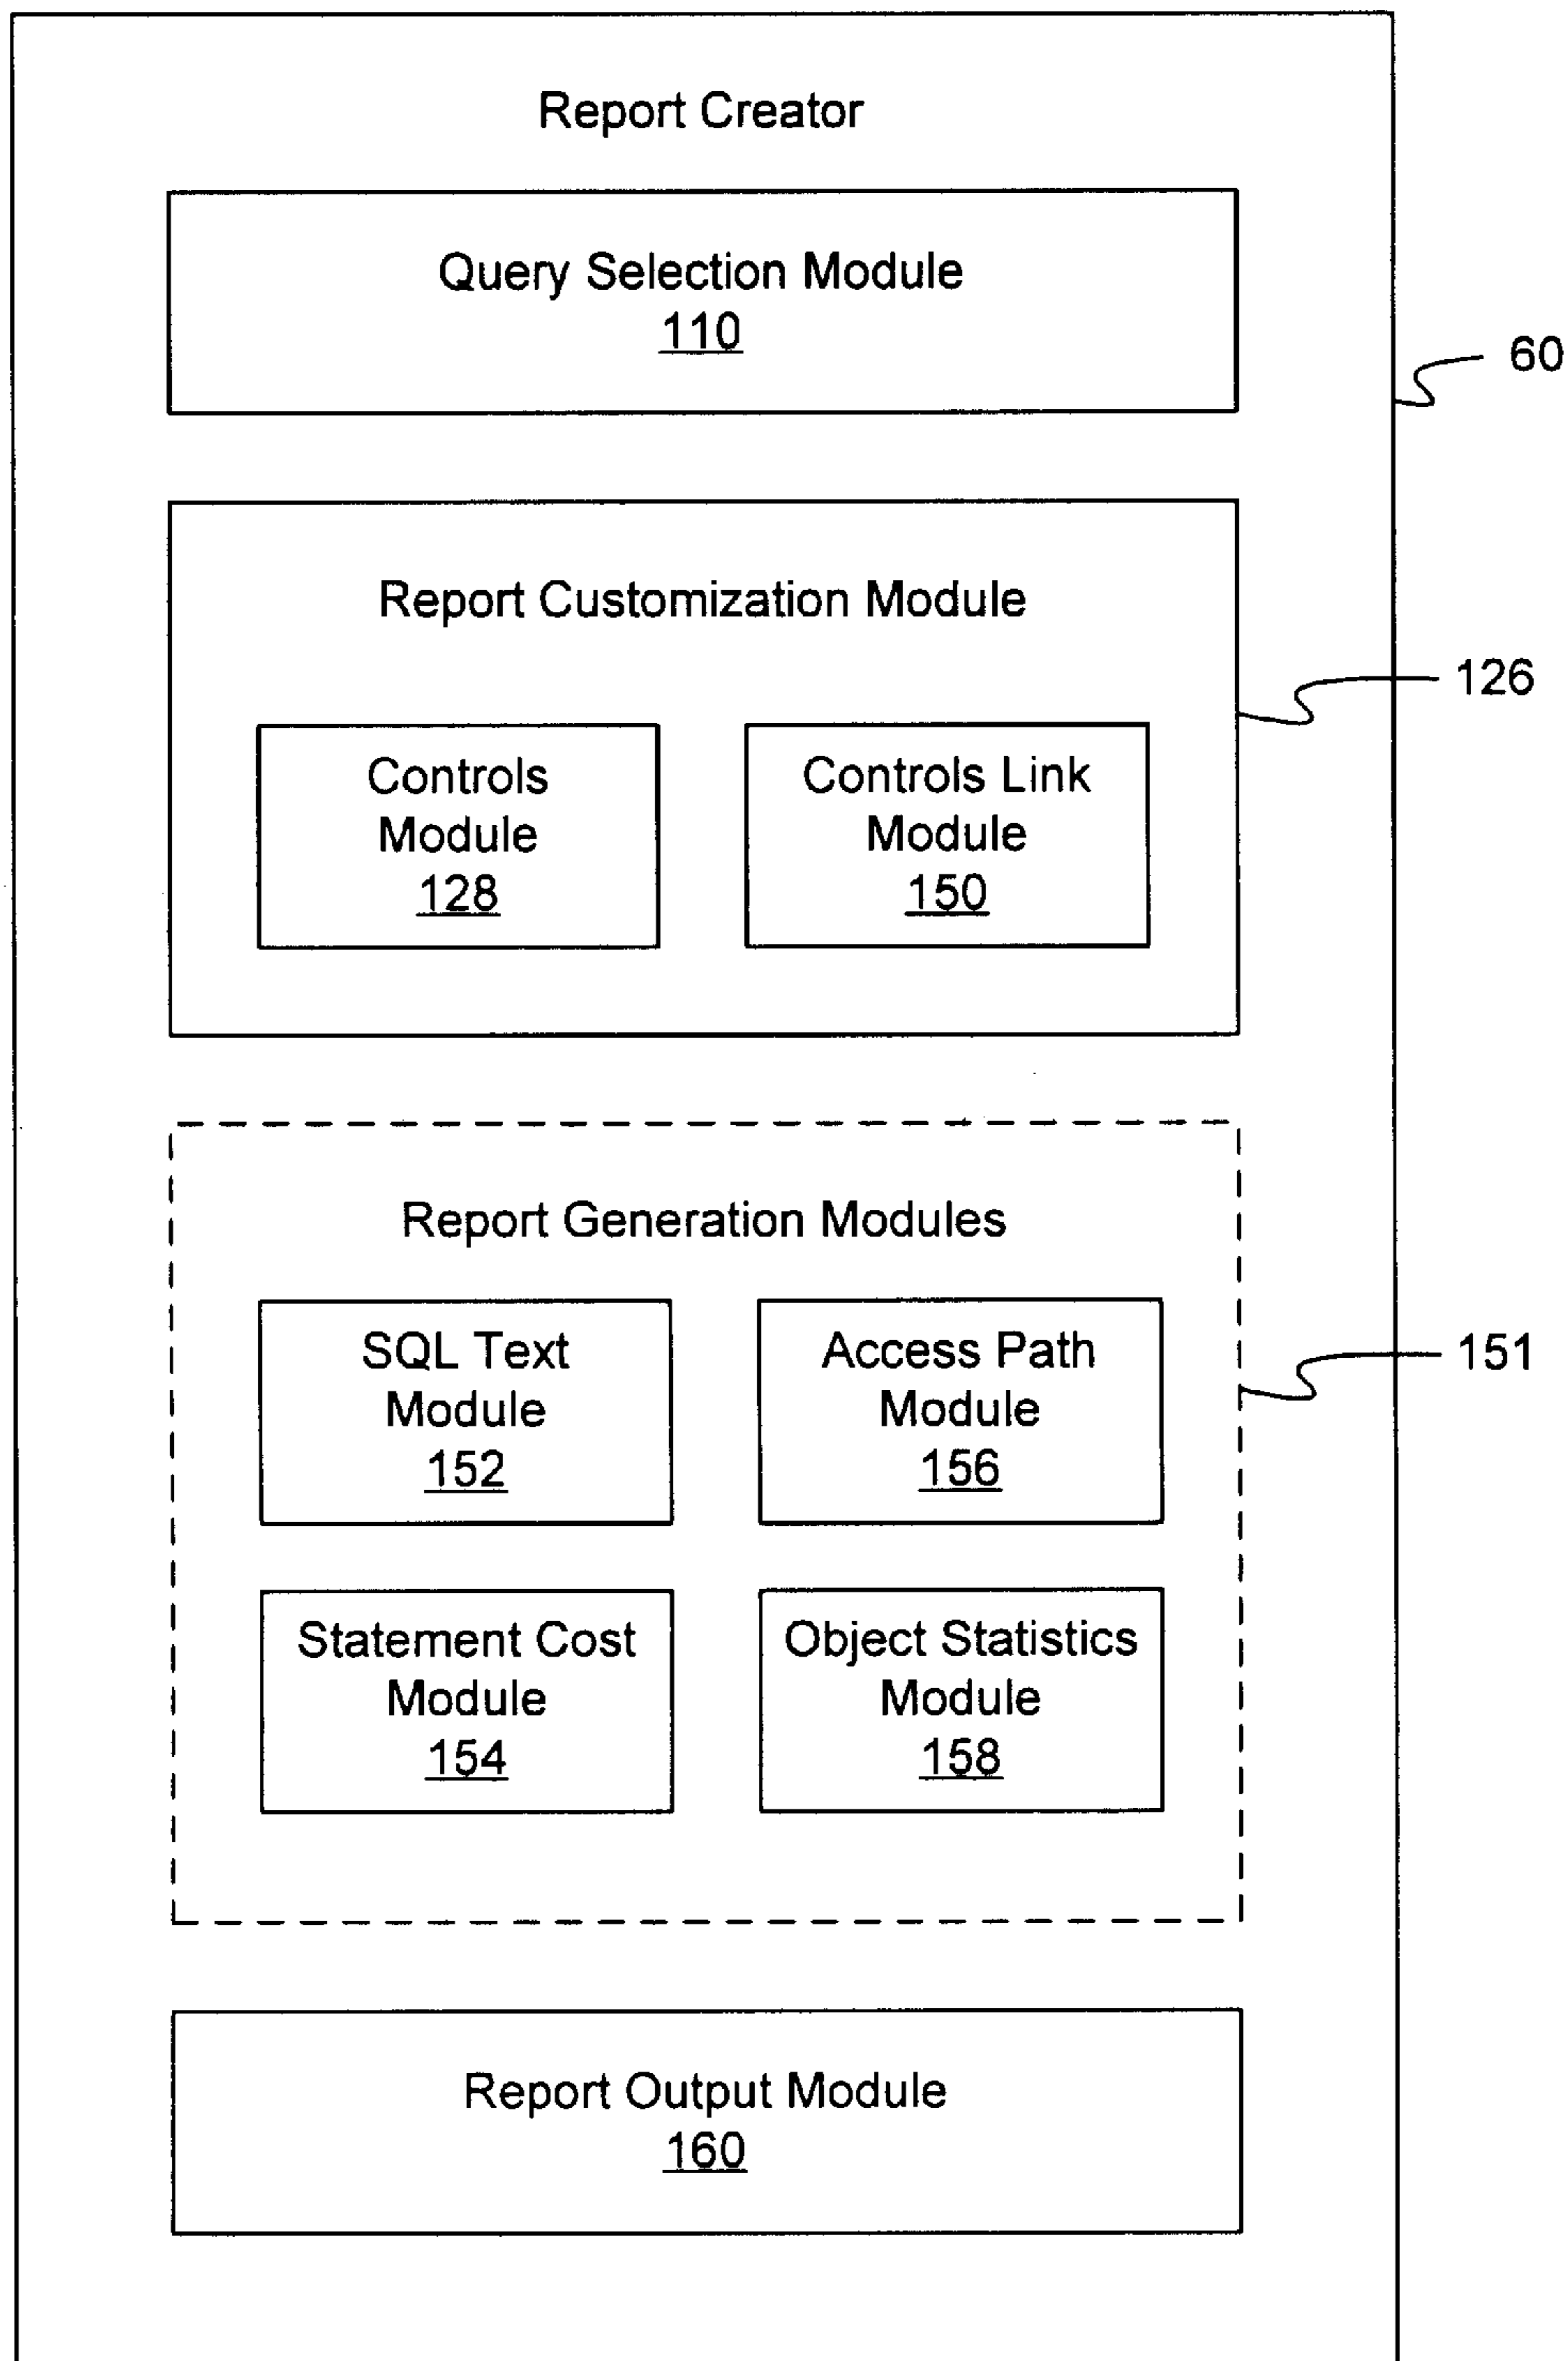 Report Creator
Query Selection Module
110
60
Report Customization Module
126
Controls
Module
128
Controls Link
Module
150
Report Generation Modules
151
SQL Text
Module
152
Access Path
Module
156
Statement Cost
Module
154
Object Statistics
Module
158
Report Output Module
160